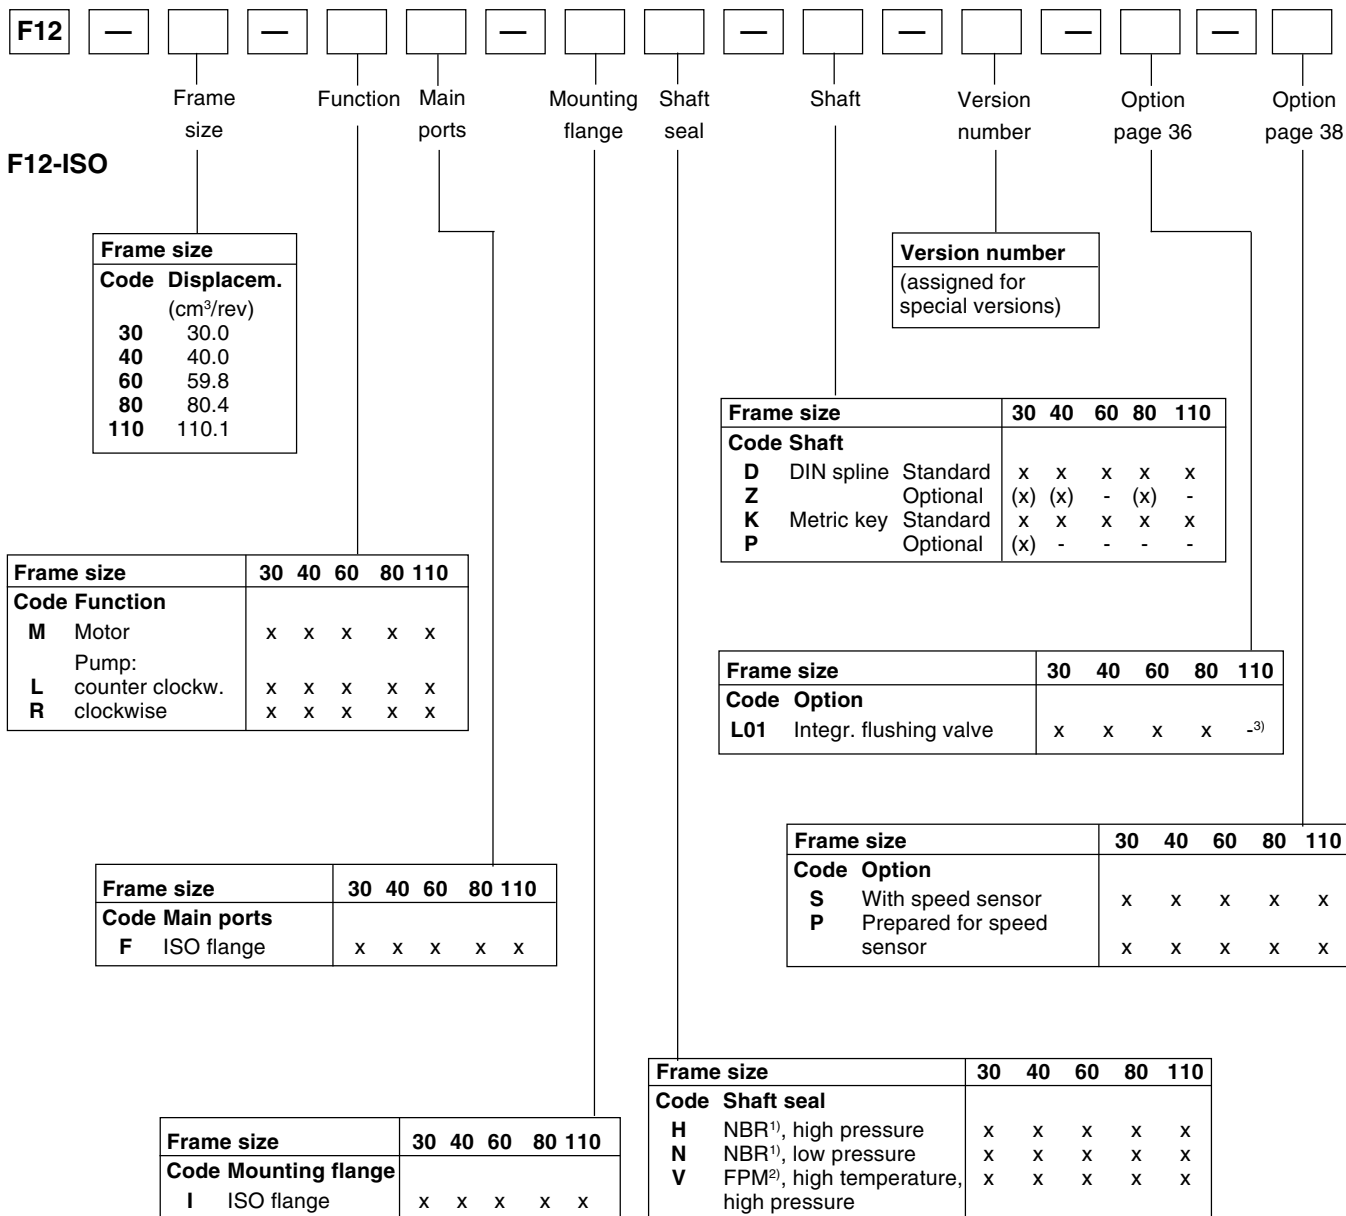 F12 — — — — — — —
Frame size
Function
Main ports
Mounting flange
Shaft seal
Shaft
Version number
Option page 36
Option page 38
F12-ISO
Frame size
Code Displacem.
(cm³/rev)
30 30.0
40 40.0
60 59.8
80 80.4
110 110.1
Version number
(assigned for
special versions)
Frame size 30 40 60 80 110
Code Shaft
D DIN spline Standard x x x x x
Z Optional (x) (x) - (x) -
K Metric key Standard x x x x x
P Optional (x) - - - -
Frame size 30 40 60 80 110
Code Function
M Motor x x x x x
Pump:
L counter clockw. x x x x x
R clockwise x x x x x
Frame size 30 40 60 80 110
Code Option
L01 Integr. flushing valve x x x x -3)
Frame size 30 40 60 80 110
Code Option
S With speed sensor x x x x x
P Prepared for speed
sensor x x x x x
Frame size 30 40 60 80 110
Code Main ports
F ISO flange x x x x x
Frame size 30 40 60 80 110
Code Shaft seal
H NBR1), high pressure x x x x x
N NBR1), low pressure x x x x x
V FPM2), high temperature, x x x x x
high pressure
Frame size 30 40 60 80 110
Code Mounting flange
I ISO flange x x x x x